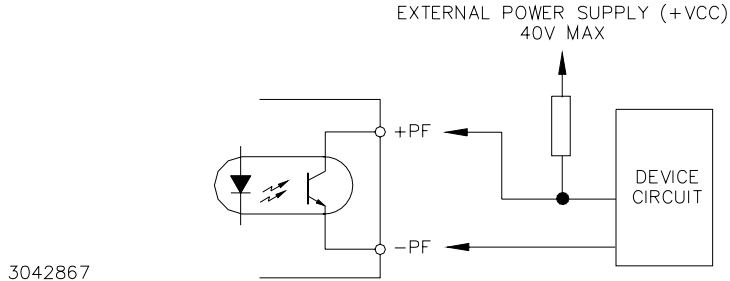 EXTERNAL POWER SUPPLY (+VCC)
40V MAX
+PF
DEVICE
CIRCUIT
-PF
3042867